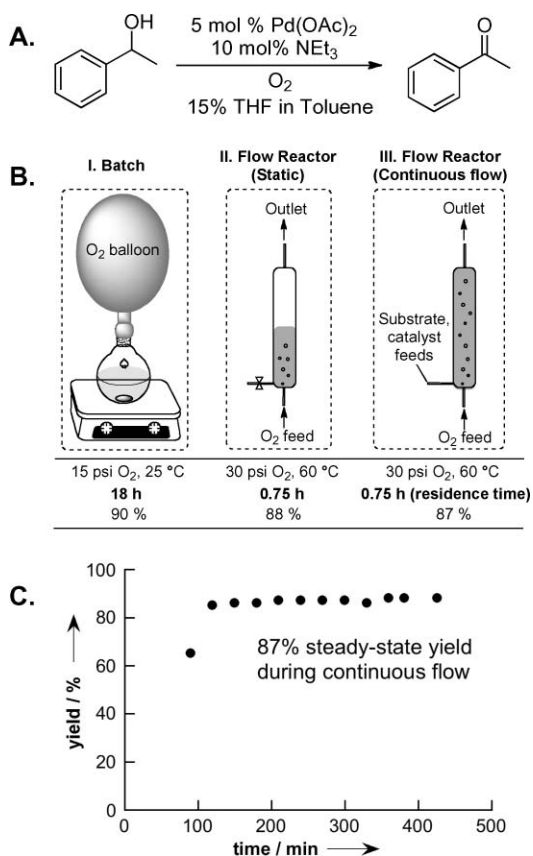 A.
OH
5 mol % Pd(OAc)2
10 mol% NEt3
O2
15% THF in Toluene
O
B.
I. Batch
II. Flow Reactor
(Static)
III. Flow Reactor
(Continuous flow)
O2 balloon
Outlet
O2 feed
Outlet
Substrate,
catalyst
feeds
O2 feed
15 psi O2, 25 °C
30 psi O2, 60 °C
30 psi O2, 60 °C
18 h
0.75 h
0.75 h (residence time)
90 %
88 %
87 %
C.
100
80
60
40
20
0
yield / %
87% steady-state yield
during continuous flow
0
100
200
300
400
500
time / min